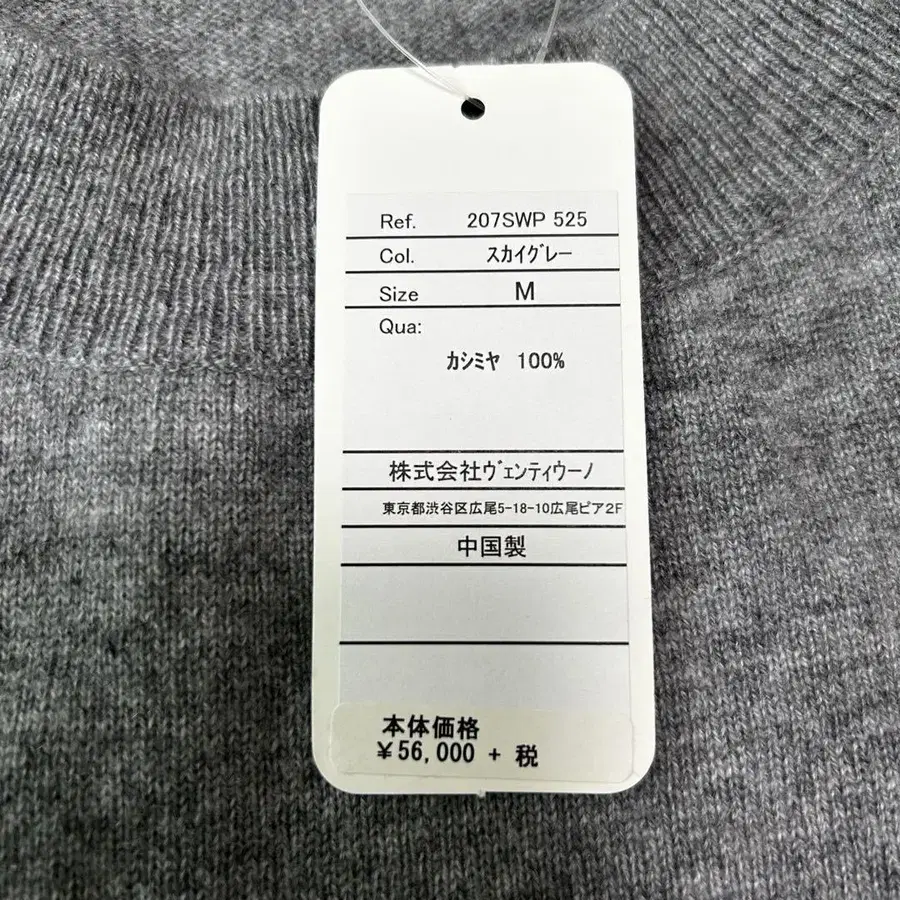 Ref. 207SWP 525
Col. スカイグレー
Size M
Qua:
カシミヤ 100%
株式会社ヴェンティウーノ
東京都渋谷区広尾5-18-10広尾ピア2F
中国製
本体価格
¥56,000 + 税